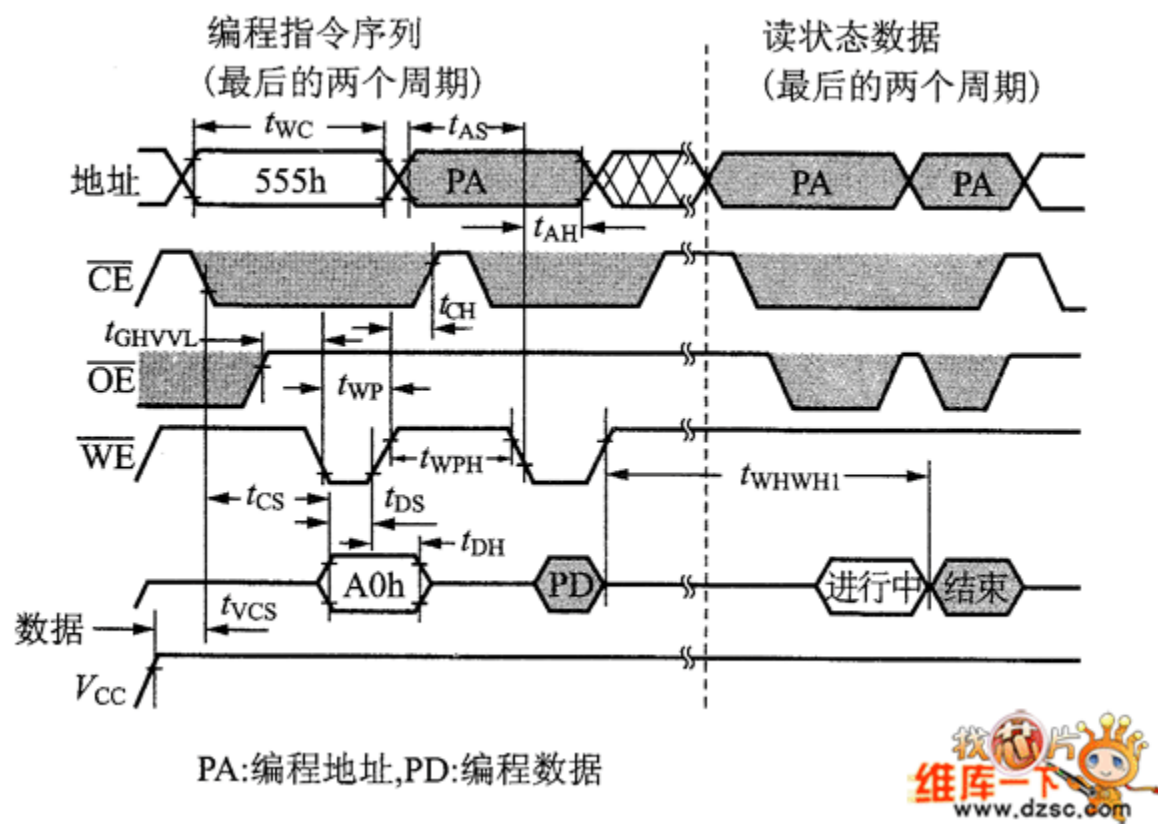 编程指令序列
(最后的两个周期)
读状态数据
(最后的两个周期)
tWC
tAS
地址
555h
PA
PA
PA
tAH
CE
tCH
tGHVVL
OE
tWP
WE
tWPH
tWHWH1
tCS
tDS
tDH
A0h
PD
进行中
结束
tVCS
数据
VCC
PA:编程地址,PD:编程数据
找芯片
维库一下
www.dzsc.com